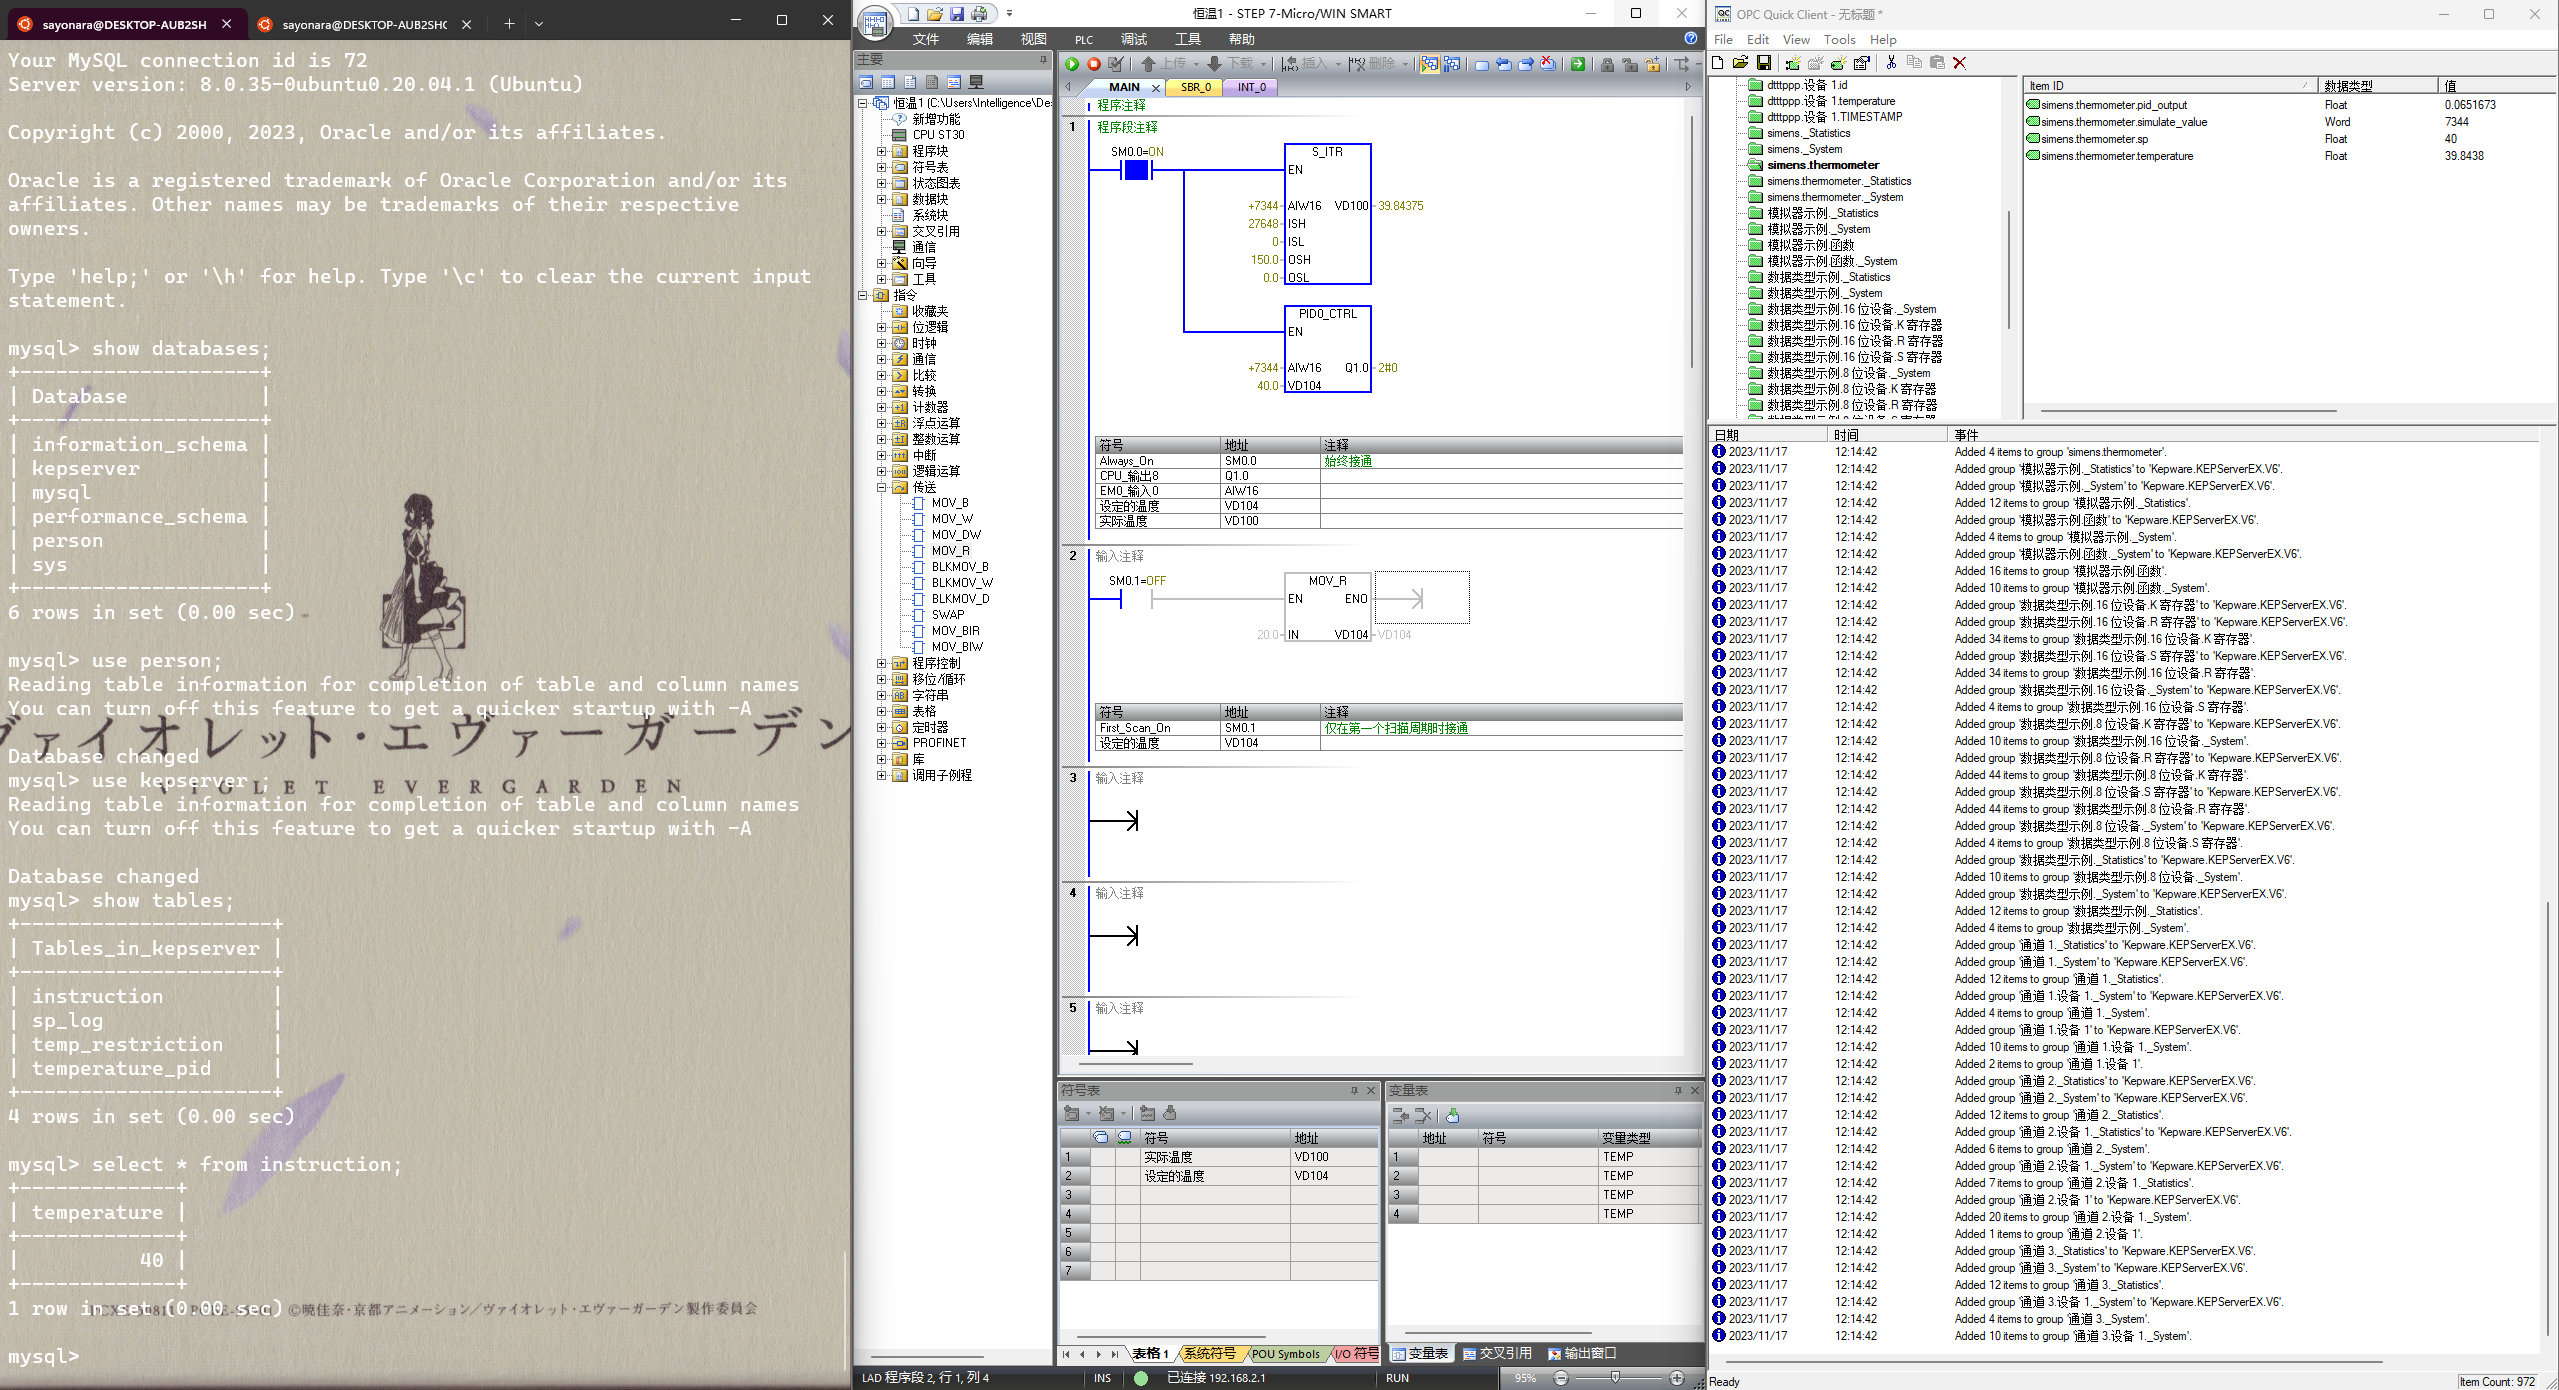 sayonara@DESKTOP-AUB2SH
sayonara@DESKTOP-AUB2SHC
Your MySQL connection id is 72
Server version: 8.0.35-0ubuntu0.20.04.1 (Ubuntu)
Copyright (c) 2000, 2023, Oracle and/or its affiliates.
Oracle is a registered trademark of Oracle Corporation and/or its
affiliates. Other names may be trademarks of their respective
owners.
Type 'help;' or '\h' for help. Type '\c' to clear the current input
statement.
mysql> show databases;
+--------------------+
| Database           |
+--------------------+
| information_schema |
| kepserver          |
| mysql              |
| performance_schema |
| person             |
| sys                |
+--------------------+
6 rows in set (0.00 sec)
mysql> use person;
Reading table information for completion of table and column names
You can turn off this feature to get a quicker startup with -A
ヴァイオレット・エヴァーガーデン
Database changed
mysql> use kepserver ;
VIOLET EVERGARDEN
Reading table information for completion of table and column names
You can turn off this feature to get a quicker startup with -A
Database changed
mysql> show tables;
+---------------------+
| Tables_in_kepserver |
+---------------------+
| instruction         |
| sp_log              |
| temp_restriction    |
| temperature_pid     |
+---------------------+
4 rows in set (0.00 sec)
mysql> select * from instruction;
+-------------+
| temperature |
+-------------+
|          40 |
+-------------+
1 row in set (0.00 sec)
©暁佳奈・京都アニメーション／ヴァイオレット・エヴァーガーデン製作委員会
mysql>
恒温1 - STEP 7-Micro/WIN SMART
文件 编辑 视图 PLC 调试 工具 帮助
主要
恒温1 (C:\Users\Intelligence\De:
新增功能
CPU ST30
程序块
符号表
状态图表
数据块
系统块
交叉引用
通信
向导
工具
指令
收藏夹
位逻辑
时钟
通信
比较
转换
计数器
浮点运算
整数运算
中断
逻辑运算
传送
MOV_B
MOV_W
MOV_DW
MOV_R
BLKMOV_B
BLKMOV_W
BLKMOV_D
SWAP
MOV_BIR
MOV_BIW
程序控制
移位/循环
字符串
表格
定时器
PROFINET
库
调用子例程
上传 下载 插入 删除
MAIN SBR_0 INT_0
程序注释
1 程序段注释
SM0.0=ON S_ITR
EN
+7344 AIW16 VD100 39.84375
27648 ISH
0 ISL
150.0 OSH
0.0 OSL
PID0_CTRL
EN
+7344 AIW16 Q1.0 2#0
40.0 VD104
符号 地址 注释
Always_On SM0.0 始终接通
CPU_输出8 Q1.0
EM0_输入0 AIW16
设定的温度 VD104
实际温度 VD100
2 输入注释
SM0.1=OFF MOV_R
EN ENO
20.0 IN VD104 VD104
符号 地址 注释
First_Scan_On SM0.1 仅在第一个扫描周期时接通
设定的温度 VD104
3 输入注释
4 输入注释
5 输入注释
符号表
符号 地址
1 实际温度 VD100
2 设定的温度 VD104
3
4
5
6
7
表格 1 系统符号 POU Symbols I/O 符号
变量表
地址 符号 变量类型
1 TEMP
2 TEMP
3 TEMP
4 TEMP
变量表 交叉引用 输出窗口
LAD 程序段 2, 行 1, 列 4 INS 已连接 192.168.2.1 RUN 95%
OPC Quick Client - 无标题 *
File Edit View Tools Help
dtttppp.设备 1.id
dtttppp.设备 1.temperature
dtttppp.设备 1.TIMESTAMP
simens._Statistics
simens._System
simens.thermometer
simens.thermometer._Statistics
simens.thermometer._System
模拟器示例._Statistics
模拟器示例._System
模拟器示例.函数
模拟器示例.函数._System
数据类型示例._Statistics
数据类型示例._System
数据类型示例.16 位设备._System
数据类型示例.16 位设备.K 寄存器
数据类型示例.16 位设备.R 寄存器
数据类型示例.16 位设备.S 寄存器
数据类型示例.8 位设备._System
数据类型示例.8 位设备.K 寄存器
数据类型示例.8 位设备.R 寄存器
Item ID 数据类型 值
simens.thermometer.pid_output Float 0.0651673
simens.thermometer.simulate_value Word 7344
simens.thermometer.sp Float 40
simens.thermometer.temperature Float 39.8438
日期 时间 事件
2023/11/17 12:14:42 Added 4 items to group 'simens.thermometer'.
2023/11/17 12:14:42 Added group '模拟器示例._Statistics' to 'Kepware.KEPServerEX.V6'.
2023/11/17 12:14:42 Added group '模拟器示例._System' to 'Kepware.KEPServerEX.V6'.
2023/11/17 12:14:42 Added 12 items to group '模拟器示例._Statistics'.
2023/11/17 12:14:42 Added group '模拟器示例.函数' to 'Kepware.KEPServerEX.V6'.
2023/11/17 12:14:42 Added 4 items to group '模拟器示例._System'.
2023/11/17 12:14:42 Added group '模拟器示例.函数._System' to 'Kepware.KEPServerEX.V6'.
2023/11/17 12:14:42 Added 16 items to group '模拟器示例.函数'.
2023/11/17 12:14:42 Added 10 items to group '模拟器示例.函数._System'.
2023/11/17 12:14:42 Added group '数据类型示例.16 位设备.K 寄存器' to 'Kepware.KEPServerEX.V6'.
2023/11/17 12:14:42 Added group '数据类型示例.16 位设备.R 寄存器' to 'Kepware.KEPServerEX.V6'.
2023/11/17 12:14:42 Added 34 items to group '数据类型示例.16 位设备.K 寄存器'.
2023/11/17 12:14:42 Added group '数据类型示例.16 位设备.S 寄存器' to 'Kepware.KEPServerEX.V6'.
2023/11/17 12:14:42 Added 34 items to group '数据类型示例.16 位设备.R 寄存器'.
2023/11/17 12:14:42 Added group '数据类型示例.16 位设备._System' to 'Kepware.KEPServerEX.V6'.
2023/11/17 12:14:42 Added 4 items to group '数据类型示例.16 位设备.S 寄存器'.
2023/11/17 12:14:42 Added group '数据类型示例.8 位设备.K 寄存器' to 'Kepware.KEPServerEX.V6'.
2023/11/17 12:14:42 Added 10 items to group '数据类型示例.16 位设备._System'.
2023/11/17 12:14:42 Added group '数据类型示例.8 位设备.R 寄存器' to 'Kepware.KEPServerEX.V6'.
2023/11/17 12:14:42 Added 44 items to group '数据类型示例.8 位设备.K 寄存器'.
2023/11/17 12:14:42 Added group '数据类型示例.8 位设备.S 寄存器' to 'Kepware.KEPServerEX.V6'.
2023/11/17 12:14:42 Added 44 items to group '数据类型示例.8 位设备.R 寄存器'.
2023/11/17 12:14:42 Added group '数据类型示例.8 位设备._System' to 'Kepware.KEPServerEX.V6'.
2023/11/17 12:14:42 Added 4 items to group '数据类型示例.8 位设备.S 寄存器'.
2023/11/17 12:14:42 Added group '数据类型示例._Statistics' to 'Kepware.KEPServerEX.V6'.
2023/11/17 12:14:42 Added 10 items to group '数据类型示例.8 位设备._System'.
2023/11/17 12:14:42 Added group '数据类型示例._System' to 'Kepware.KEPServerEX.V6'.
2023/11/17 12:14:42 Added 12 items to group '数据类型示例._Statistics'.
2023/11/17 12:14:42 Added 4 items to group '数据类型示例._System'.
2023/11/17 12:14:42 Added group '通道 1._Statistics' to 'Kepware.KEPServerEX.V6'.
2023/11/17 12:14:42 Added group '通道 1._System' to 'Kepware.KEPServerEX.V6'.
2023/11/17 12:14:42 Added 12 items to group '通道 1._Statistics'.
2023/11/17 12:14:42 Added group '通道 1.设备 1._System' to 'Kepware.KEPServerEX.V6'.
2023/11/17 12:14:42 Added 4 items to group '通道 1._System'.
2023/11/17 12:14:42 Added group '通道 1.设备 1' to 'Kepware.KEPServerEX.V6'.
2023/11/17 12:14:42 Added 10 items to group '通道 1.设备 1._System'.
2023/11/17 12:14:42 Added 2 items to group '通道 1.设备 1'.
2023/11/17 12:14:42 Added group '通道 2._Statistics' to 'Kepware.KEPServerEX.V6'.
2023/11/17 12:14:42 Added group '通道 2._System' to 'Kepware.KEPServerEX.V6'.
2023/11/17 12:14:42 Added 12 items to group '通道 2._Statistics'.
2023/11/17 12:14:42 Added group '通道 2.设备 1._Statistics' to 'Kepware.KEPServerEX.V6'.
2023/11/17 12:14:42 Added 6 items to group '通道 2._System'.
2023/11/17 12:14:42 Added group '通道 2.设备 1._System' to 'Kepware.KEPServerEX.V6'.
2023/11/17 12:14:42 Added 7 items to group '通道 2.设备 1._Statistics'.
2023/11/17 12:14:42 Added group '通道 2.设备 1' to 'Kepware.KEPServerEX.V6'.
2023/11/17 12:14:42 Added 20 items to group '通道 2.设备 1._System'.
2023/11/17 12:14:42 Added 1 items to group '通道 2.设备 1'.
2023/11/17 12:14:42 Added group '通道 3._Statistics' to 'Kepware.KEPServerEX.V6'.
2023/11/17 12:14:42 Added group '通道 3._System' to 'Kepware.KEPServerEX.V6'.
2023/11/17 12:14:42 Added 12 items to group '通道 3._Statistics'.
2023/11/17 12:14:42 Added group '通道 3.设备 1._System' to 'Kepware.KEPServerEX.V6'.
2023/11/17 12:14:42 Added 4 items to group '通道 3._System'.
2023/11/17 12:14:42 Added 10 items to group '通道 3.设备 1._System'.
Ready Item Count: 972